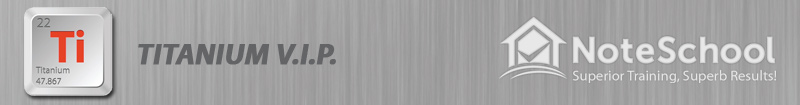 22
Ti
Titanium
47.867
TITANIUM V.I.P.
NoteSchool
Superior Training, Superb Results!